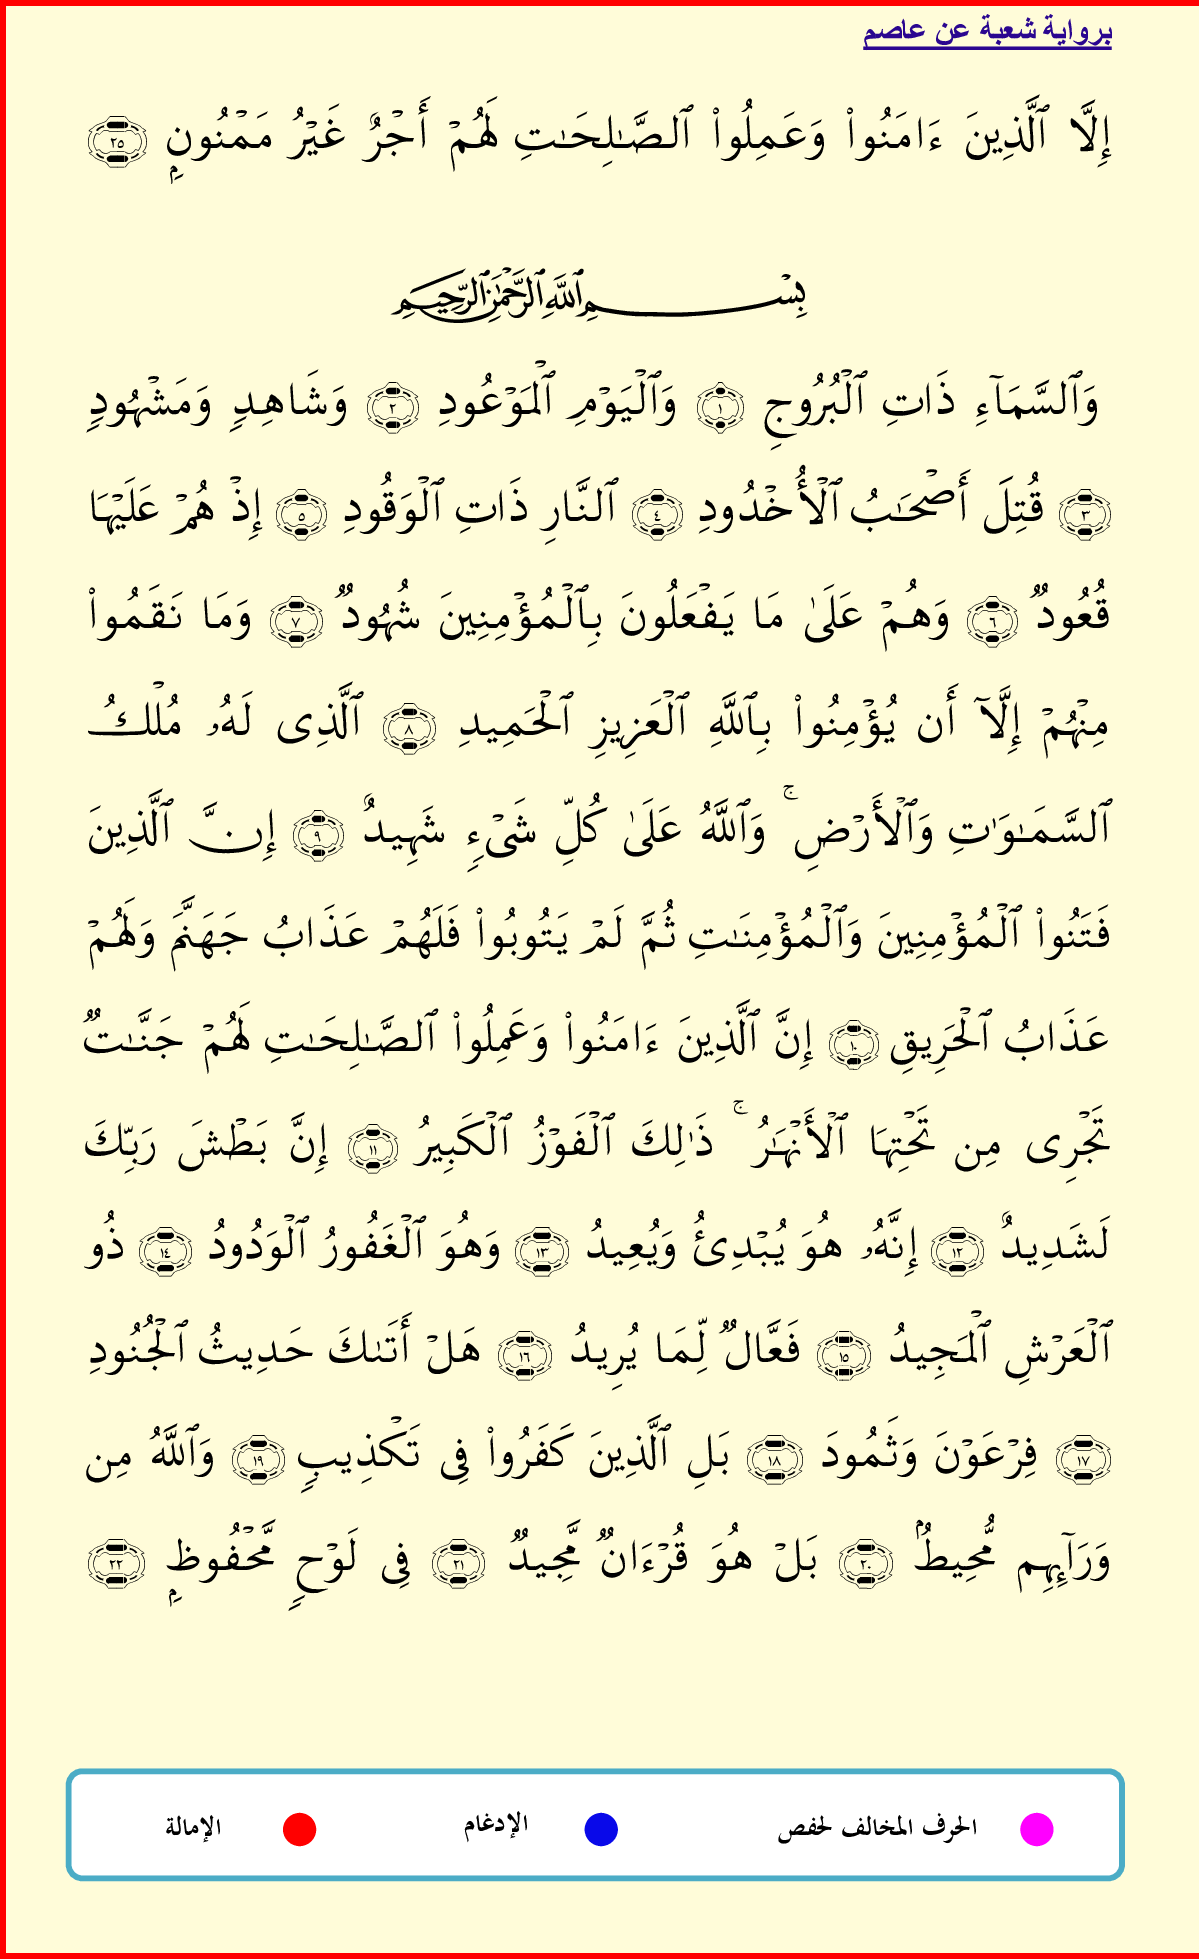 برواية شعبة عن عاصم
إِلَّا ٱلَّذِينَ ءَامَنُوا۟ وَعَمِلُوا۟ ٱلصَّـٰلِحَـٰتِ لَهُمْ أَجْرٌ غَيْرُ مَمْنُونٍۭ ٢٥
بِسْمِ ٱللَّهِ ٱلرَّحْمَـٰنِ ٱلرَّحِيمِ
وَٱلسَّمَآءِ ذَاتِ ٱلْبُرُوجِ ١ وَٱلْيَوْمِ ٱلْمَوْعُودِ ٢ وَشَاهِدٍ وَمَشْهُودٍ
٣ قُتِلَ أَصْحَـٰبُ ٱلْأُخْدُودِ ٤ ٱلنَّارِ ذَاتِ ٱلْوَقُودِ ٥ إِذْ هُمْ عَلَيْهَا
قُعُودٌ ٦ وَهُمْ عَلَىٰ مَا يَفْعَلُونَ بِٱلْمُؤْمِنِينَ شُهُودٌ ٧ وَمَا نَقَمُوا۟
مِنْهُمْ إِلَّآ أَن يُؤْمِنُوا۟ بِٱللَّهِ ٱلْعَزِيزِ ٱلْحَمِيدِ ٨ ٱلَّذِى لَهُۥ مُلْكُ
ٱلسَّمَـٰوَٰتِ وَٱلْأَرْضِ ۚ وَٱللَّهُ عَلَىٰ كُلِّ شَىْءٍ شَهِيدٌ ٩ إِنَّ ٱلَّذِينَ
فَتَنُوا۟ ٱلْمُؤْمِنِينَ وَٱلْمُؤْمِنَـٰتِ ثُمَّ لَمْ يَتُوبُوا۟ فَلَهُمْ عَذَابُ جَهَنَّمَ وَلَهُمْ
عَذَابُ ٱلْحَرِيقِ ١٠ إِنَّ ٱلَّذِينَ ءَامَنُوا۟ وَعَمِلُوا۟ ٱلصَّـٰلِحَـٰتِ لَهُمْ جَنَّـٰتٌ
تَجْرِى مِن تَحْتِهَا ٱلْأَنْهَـٰرُ ۚ ذَٰلِكَ ٱلْفَوْزُ ٱلْكَبِيرُ ١١ إِنَّ بَطْشَ رَبِّكَ
لَشَدِيدٌ ١٢ إِنَّهُۥ هُوَ يُبْدِئُ وَيُعِيدُ ١٣ وَهُوَ ٱلْغَفُورُ ٱلْوَدُودُ ١٤ ذُو
ٱلْعَرْشِ ٱلْمَجِيدُ ١٥ فَعَّالٌ لِّمَا يُرِيدُ ١٦ هَلْ أَتَىٰكَ حَدِيثُ ٱلْجُنُودِ
١٧ فِرْعَوْنَ وَثَمُودَ ١٨ بَلِ ٱلَّذِينَ كَفَرُوا۟ فِى تَكْذِيبٍ ١٩ وَٱللَّهُ مِن
وَرَآئِهِم مُّحِيطٌۢ ٢٠ بَلْ هُوَ قُرْءَانٌ مَّجِيدٌ ٢١ فِى لَوْحٍ مَّحْفُوظٍۭ ٢٢
الحرف المخالف لحفص الإدغام الإمالة